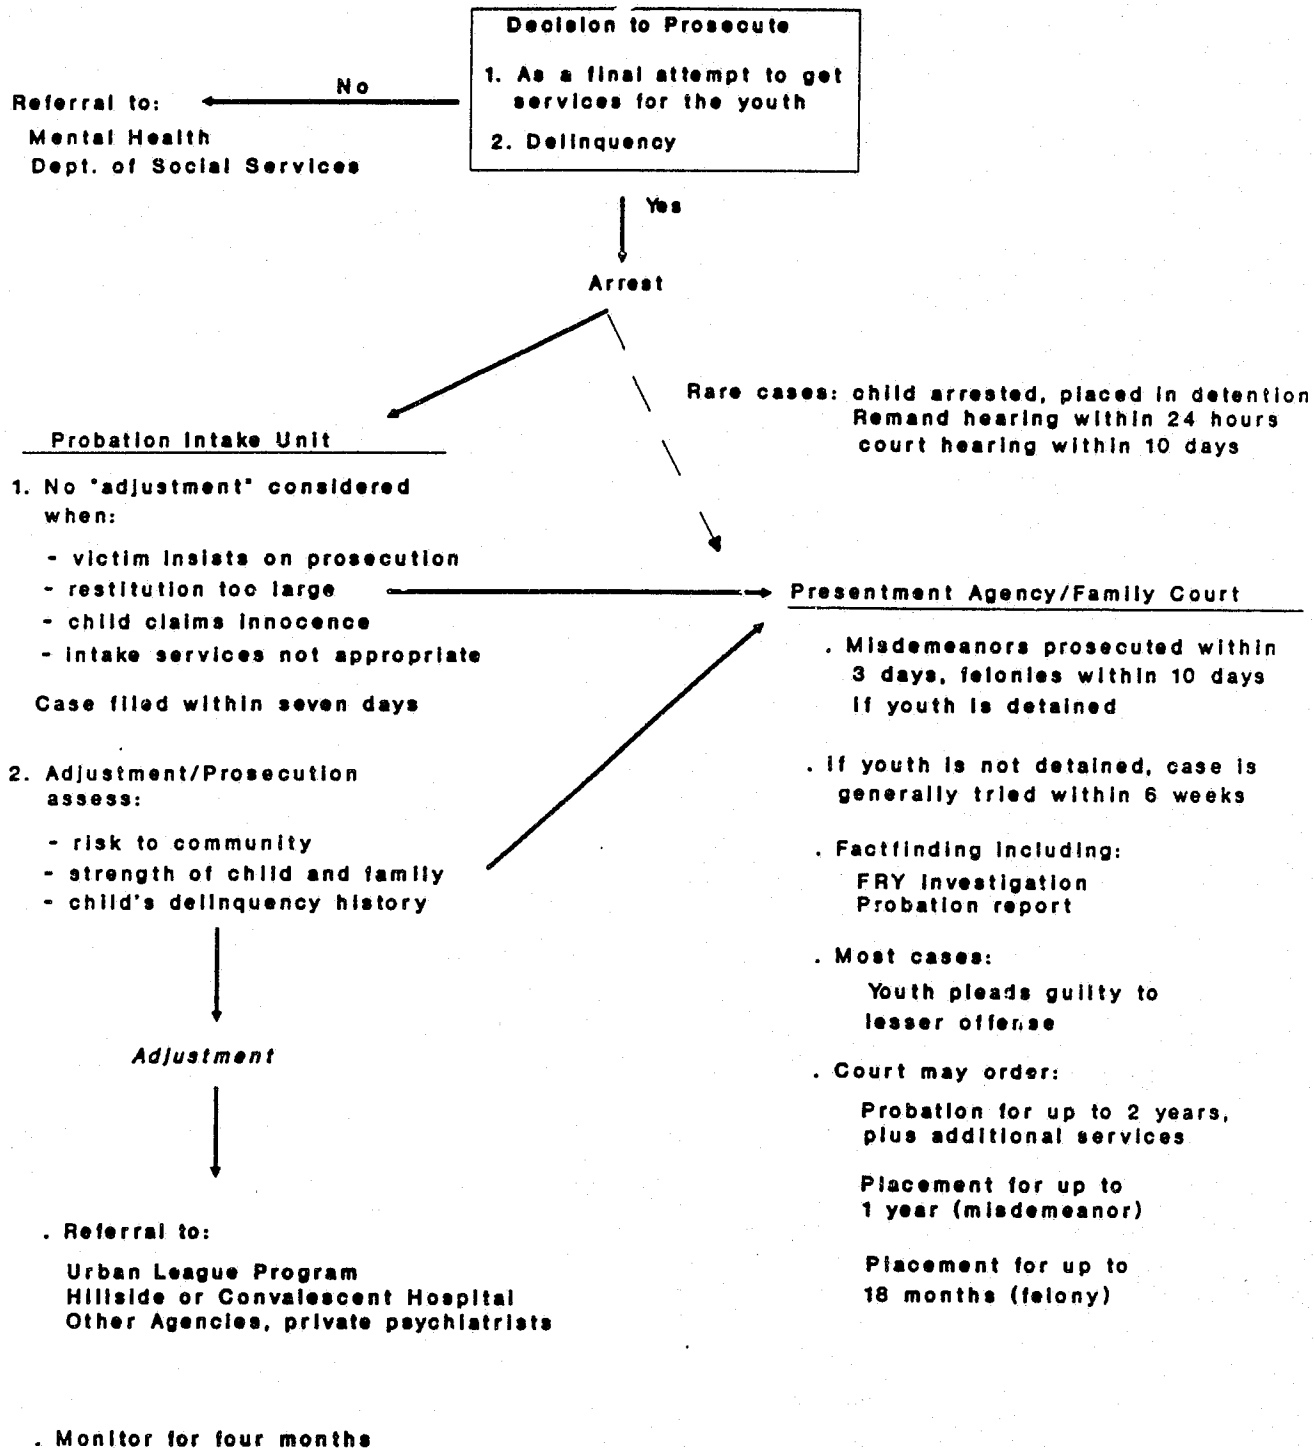 Decision to Prosecute
1. As a final attempt to get
services for the youth
2. Delinquency
No
Referral to:
Mental Health
Dept. of Social Services
Yes
Arrest
Rare cases: child arrested, placed in detention
Remand hearing within 24 hours
court hearing within 10 days
Probation Intake Unit
1. No "adjustment" considered
when:
- victim insists on prosecution
- restitution too large
- child claims innocence
- intake services not appropriate
Case filed within seven days
2. Adjustment/Prosecution
assess:
- risk to community
- strength of child and family
- child's delinquency history
Adjustment
. Referral to:
Urban League Program
Hillside or Convalescent Hospital
Other Agencies, private psychiatrists
. Monitor for four months
Presentment Agency/Family Court
. Misdemeanors prosecuted within
3 days, felonies within 10 days
if youth is detained
. If youth is not detained, case is
generally tried within 6 weeks
. Factfinding including:
FRY investigation
Probation report
. Most cases:
Youth pleads guilty to
lesser offense
. Court may order:
Probation for up to 2 years,
plus additional services
Placement for up to
1 year (misdemeanor)
Placement for up to
18 months (felony)